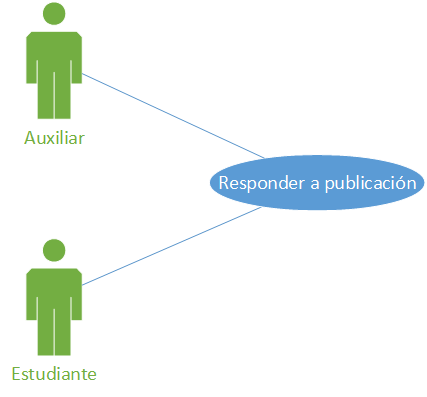 Auxiliar
Responder a publicación
Estudiante